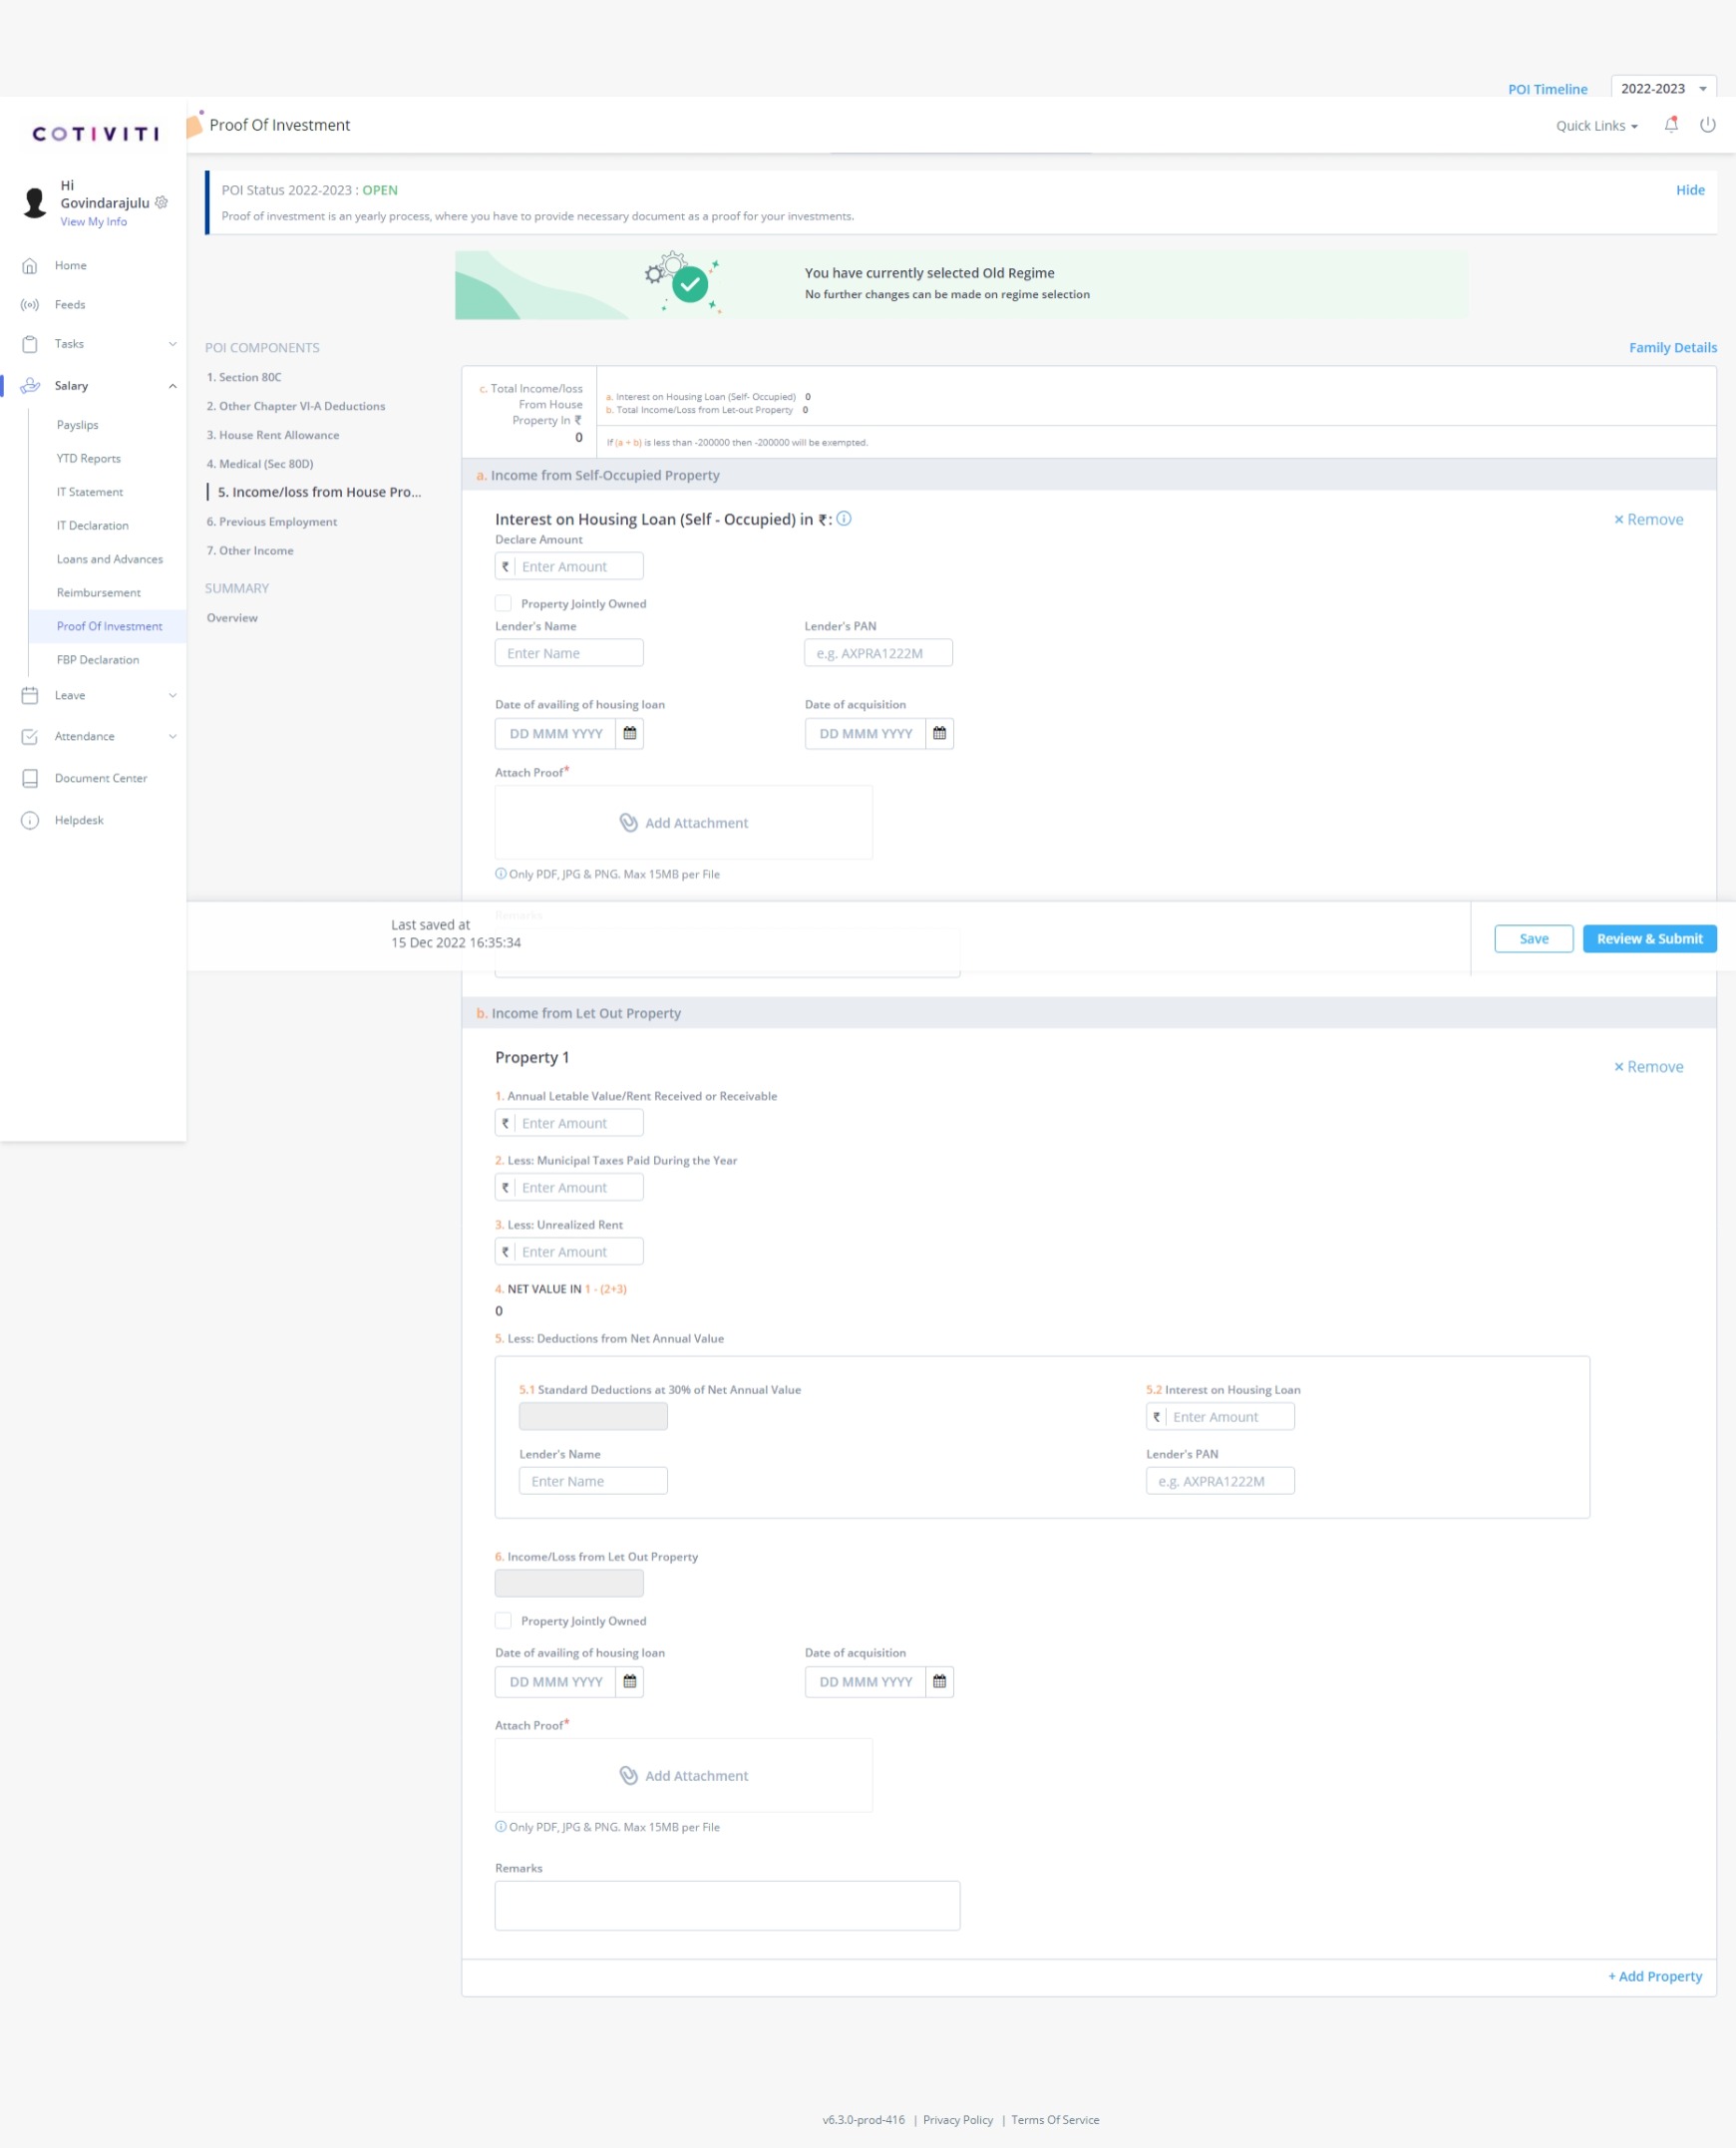 POI Timeline
2022-2023
COTIVITI
Proof Of Investment
Quick Links
Hi
Govindarajulu
View My Info
Home
Feeds
Tasks
Salary
Payslips
YTD Reports
IT Statement
IT Declaration
Loans and Advances
Reimbursement
Proof Of Investment
FBP Declaration
Leave
Attendance
Document Center
Helpdesk
POI Status 2022-2023 : OPEN
Hide
Proof of investment is an yearly process, where you have to provide necessary document as a proof for your investments.
You have currently selected Old Regime
No further changes can be made on regime selection
POI COMPONENTS
1. Section 80C
2. Other Chapter VI-A Deductions
3. House Rent Allowance
4. Medical (Sec 80D)
5. Income/loss from House Pro...
6. Previous Employment
7. Other Income
SUMMARY
Overview
Family Details
c. Total Income/loss
From House
Property In ₹
0
a. Interest on Housing Loan (Self- Occupied) 0
b. Total Income/Loss from Let-out Property 0
If (a + b) is less than -200000 then -200000 will be exempted.
a. Income from Self-Occupied Property
Interest on Housing Loan (Self - Occupied) in ₹:
× Remove
Declare Amount
₹ Enter Amount
Property Jointly Owned
Lender's Name
Lender's PAN
Enter Name
e.g. AXPRA1222M
Date of availing of housing loan
Date of acquisition
DD MMM YYYY
DD MMM YYYY
Attach Proof*
Add Attachment
Only PDF, JPG & PNG. Max 15MB per File
Remarks
Last saved at
15 Dec 2022 16:35:34
Save
Review & Submit
b. Income from Let Out Property
Property 1
× Remove
1. Annual Letable Value/Rent Received or Receivable
₹ Enter Amount
2. Less: Municipal Taxes Paid During the Year
₹ Enter Amount
3. Less: Unrealized Rent
₹ Enter Amount
4. NET VALUE IN 1 - (2+3)
0
5. Less: Deductions from Net Annual Value
5.1 Standard Deductions at 30% of Net Annual Value
5.2 Interest on Housing Loan
₹ Enter Amount
Lender's Name
Lender's PAN
Enter Name
e.g. AXPRA1222M
6. Income/Loss from Let Out Property
Property Jointly Owned
Date of availing of housing loan
Date of acquisition
DD MMM YYYY
DD MMM YYYY
Attach Proof*
Add Attachment
Only PDF, JPG & PNG. Max 15MB per File
Remarks
+ Add Property
v6.3.0-prod-416 | Privacy Policy | Terms Of Service